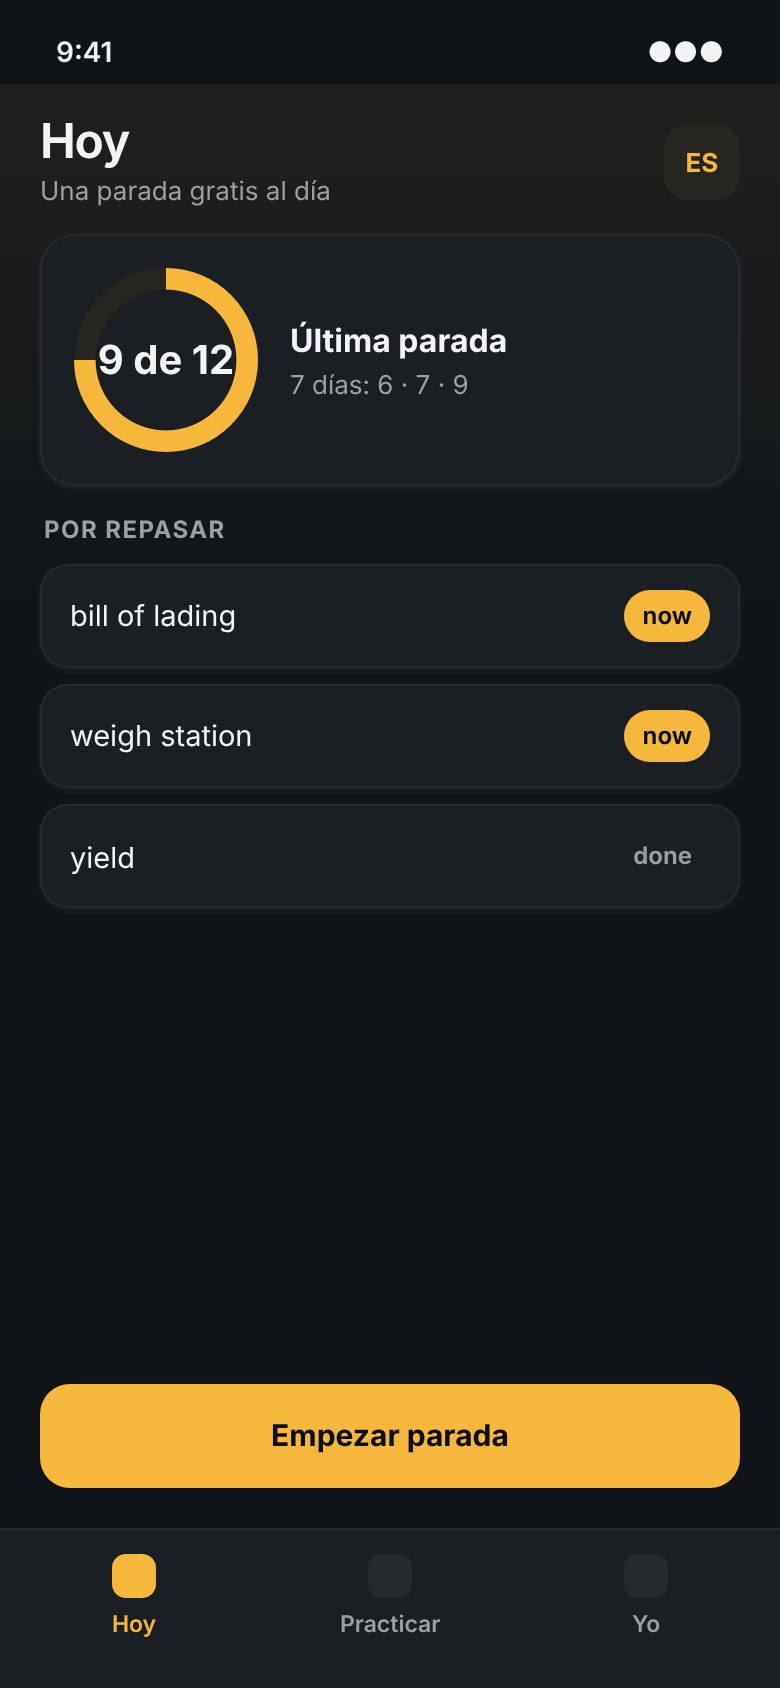 9:41
Hoy
Una parada gratis al día
ES
9 de 12
Última parada
7 días: 6 · 7 · 9
POR REPASAR
bill of lading
now
weigh station
now
yield
done
Empezar parada
Hoy
Practicar
Yo